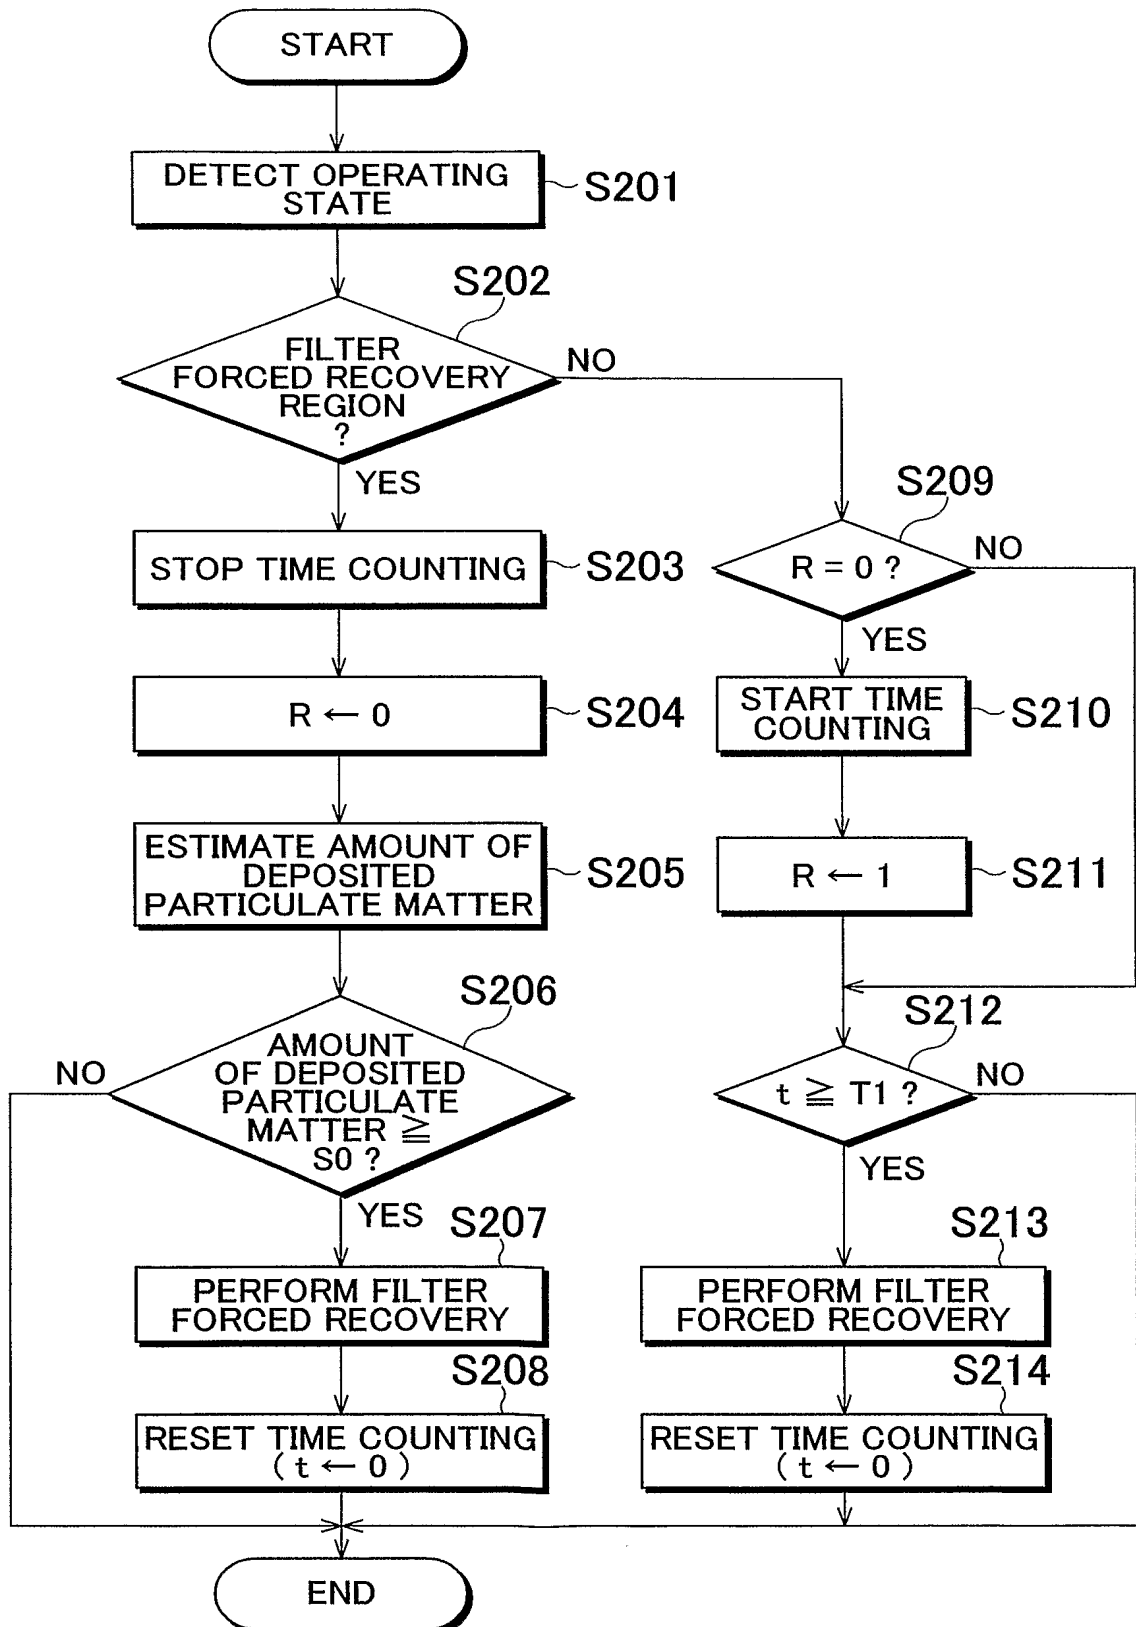 START
DETECT OPERATING
STATE
S201
S202
FILTER
FORCED RECOVERY
REGION
?
NO
YES
STOP TIME COUNTING
S203
R ← 0
S204
ESTIMATE AMOUNT OF
DEPOSITED
PARTICULATE MATTER
S205
S206
AMOUNT
OF DEPOSITED
PARTICULATE
MATTER ≧
S0 ?
NO
YES
S207
PERFORM FILTER
FORCED RECOVERY
S208
RESET TIME COUNTING
( t ← 0 )
S209
R = 0 ?
NO
YES
START TIME
COUNTING
S210
R ← 1
S211
S212
t ≧ T1 ?
NO
YES
S213
PERFORM FILTER
FORCED RECOVERY
S214
RESET TIME COUNTING
( t ← 0 )
END